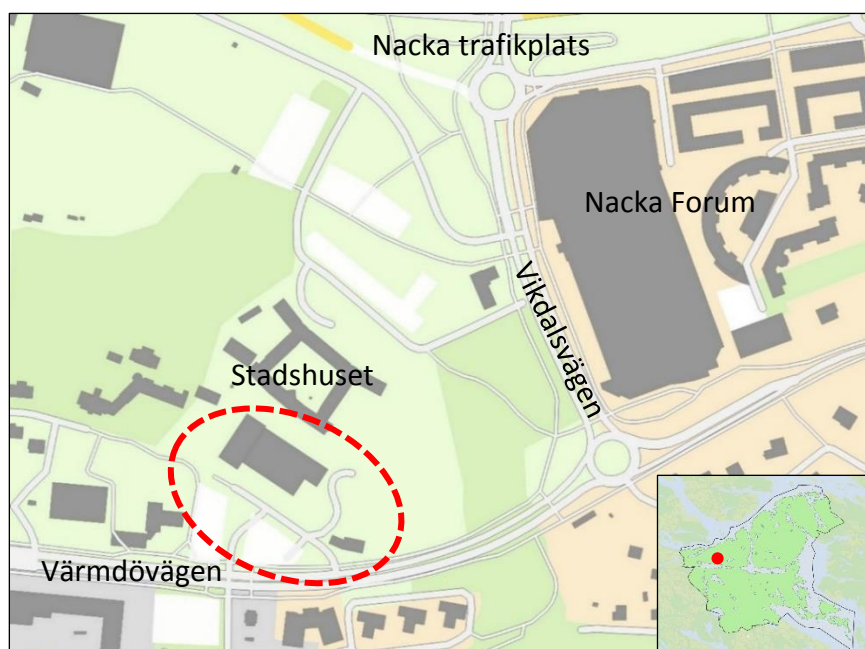 Nacka trafikplats
Nacka Forum
Vikdalsvägen
Stadshuset
Värmdövägen